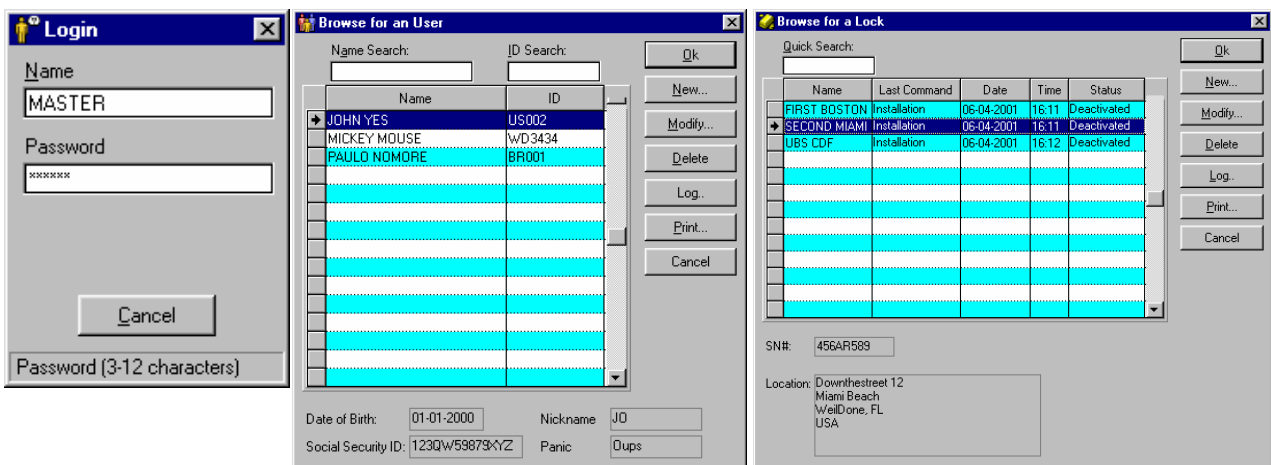 Login
Name
MASTER
Password
xxxxxx
Cancel
Password (3-12 characters)
Browse for an User
Name Search:
ID Search:
Name ID
JOHN YES US002
MICKEY MOUSE WD3434
PAULO NOMORE BR001
Ok
New...
Modify...
Delete
Log..
Print...
Cancel
Date of Birth: 01-01-2000 Nickname JO
Social Security ID: 123QW59879XYZ Panic Oups
Browse for a Lock
Quick Search:
Name Last Command Date Time Status
FIRST BOSTON Installation 06-04-2001 16:11 Deactivated
SECOND MIAMI Installation 06-04-2001 16:11 Deactivated
UBS CDF Installation 06-04-2001 16:12 Deactivated
Ok
New...
Modify...
Delete
Log..
Print...
Cancel
SN#: 456AR589
Location: Downthestreet 12
Miami Beach
WeilDone, FL
USA